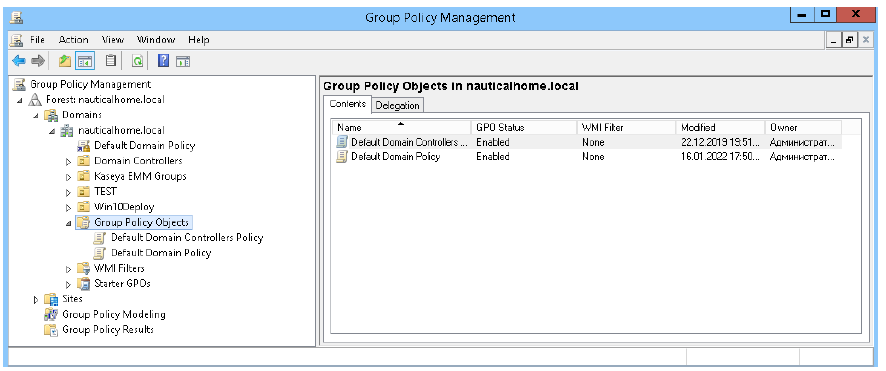 Group Policy Management
File Action View Window Help
Group Policy Management
Forest: nauticalhome.local
Domains
nauticalhome.local
Default Domain Policy
Domain Controllers
Kaseya EMM Groups
TEST
Win10Deploy
Group Policy Objects
Default Domain Controllers Policy
Default Domain Policy
WMI Filters
Starter GPOs
Sites
Group Policy Modeling
Group Policy Results
Group Policy Objects in nauticalhome.local
Contents Delegation
Name GPO Status WMI Filter Modified Owner
Default Domain Controllers ... Enabled None 22.12.2019 19:51... Администрат...
Default Domain Policy Enabled None 16.01.2022 17:50... Администрат...